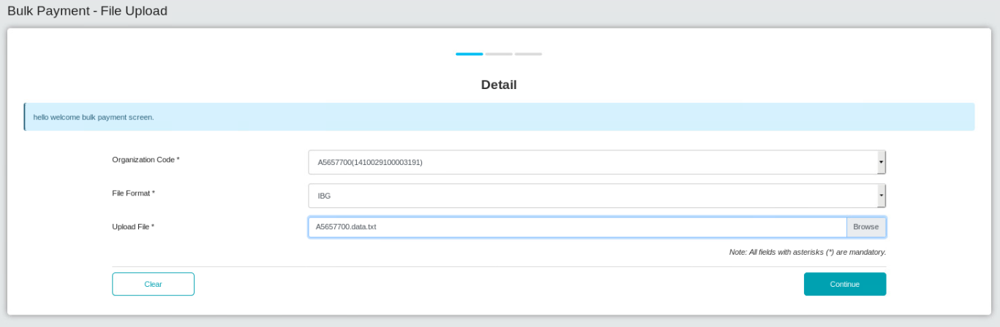 Bulk Payment - File Upload
Detail
hello welcome bulk payment screen.
Organization Code * A5657700(1410029100003191)
File Format * IBG
Upload File * A5657700.data.txt Browse
Note: All fields with asterisks (*) are mandatory.
Clear Continue